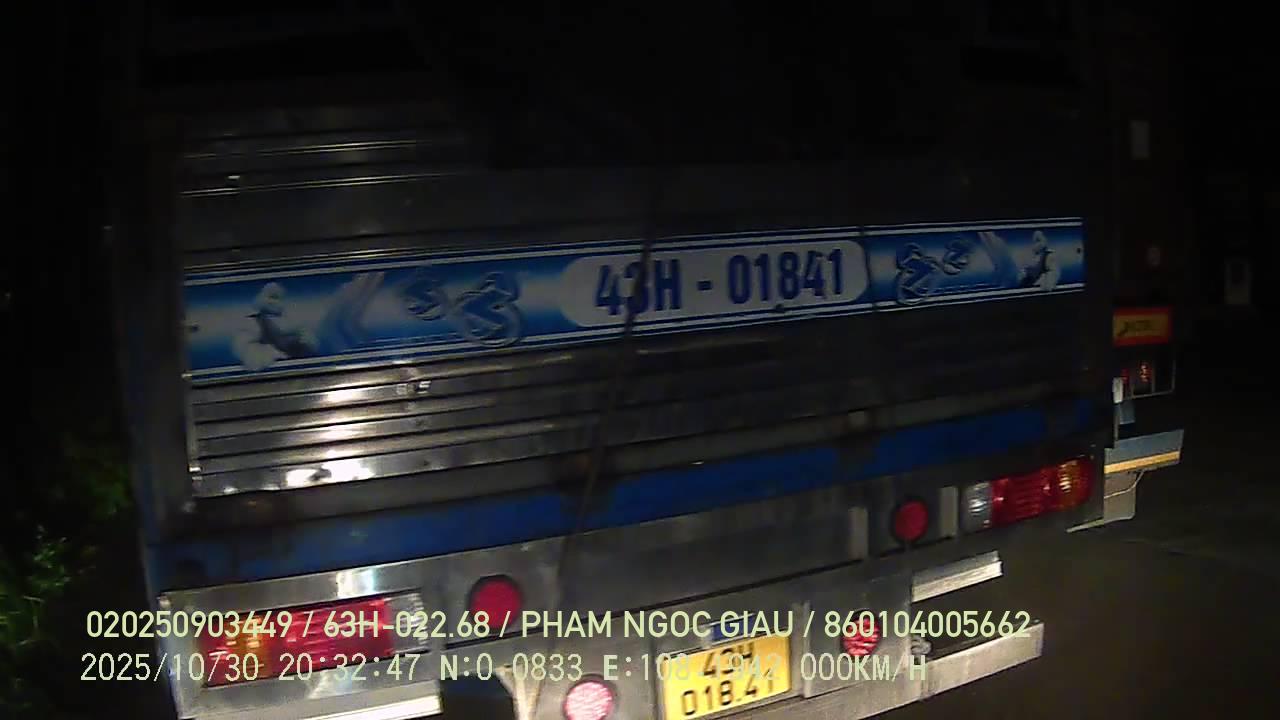 43H - 01841
020250903449 / 63H-022.68 / PHAM NGOC GIAU / 860104005662
2025/10/30 20:32:47 N:0-0833 E:108.1942 000KM/H
43H
018.41